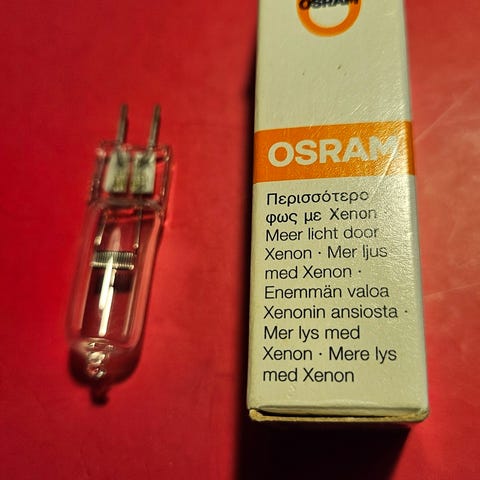 OSRAM
OSRAM
Περισσότερο
φως με Xenon
Meer licht door
Xenon · Mer ljus
med Xenon ·
Enemmän valoa
Xenonin ansiosta ·
Mer lys med
Xenon · Mere lys
med Xenon